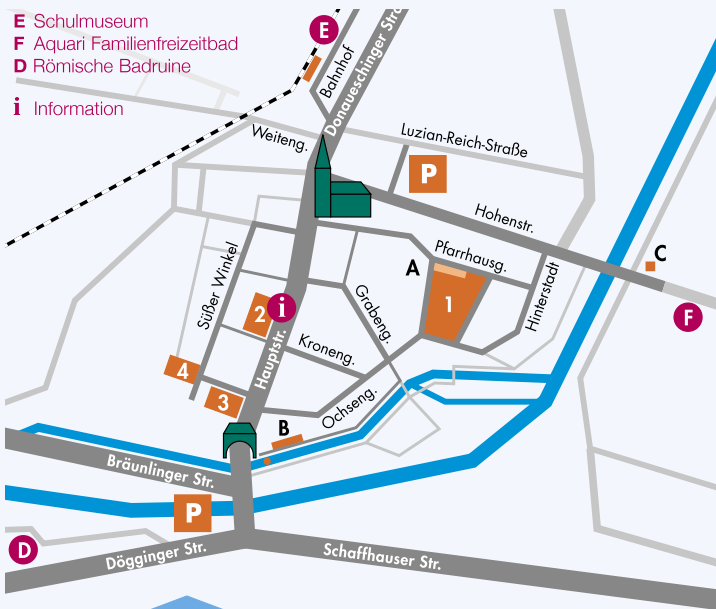 E Schulmuseum
F Aquari Familienfreizeitbad
D Römische Badruine
i Information
E
Bahnhof
Donaueschinger Stra
Weiteng.
Luzian-Reich-Straße
P
Hohenstr.
C
A
Pfarrhausg.
Süßer Winkel
Hinterstadt
1
F
i
2
Grabeng.
Hauptstr.
Kroneng.
4
3
Ochseng.
B
Bräunlinger Str.
P
D
Dögginger Str.
Schaffhauser Str.